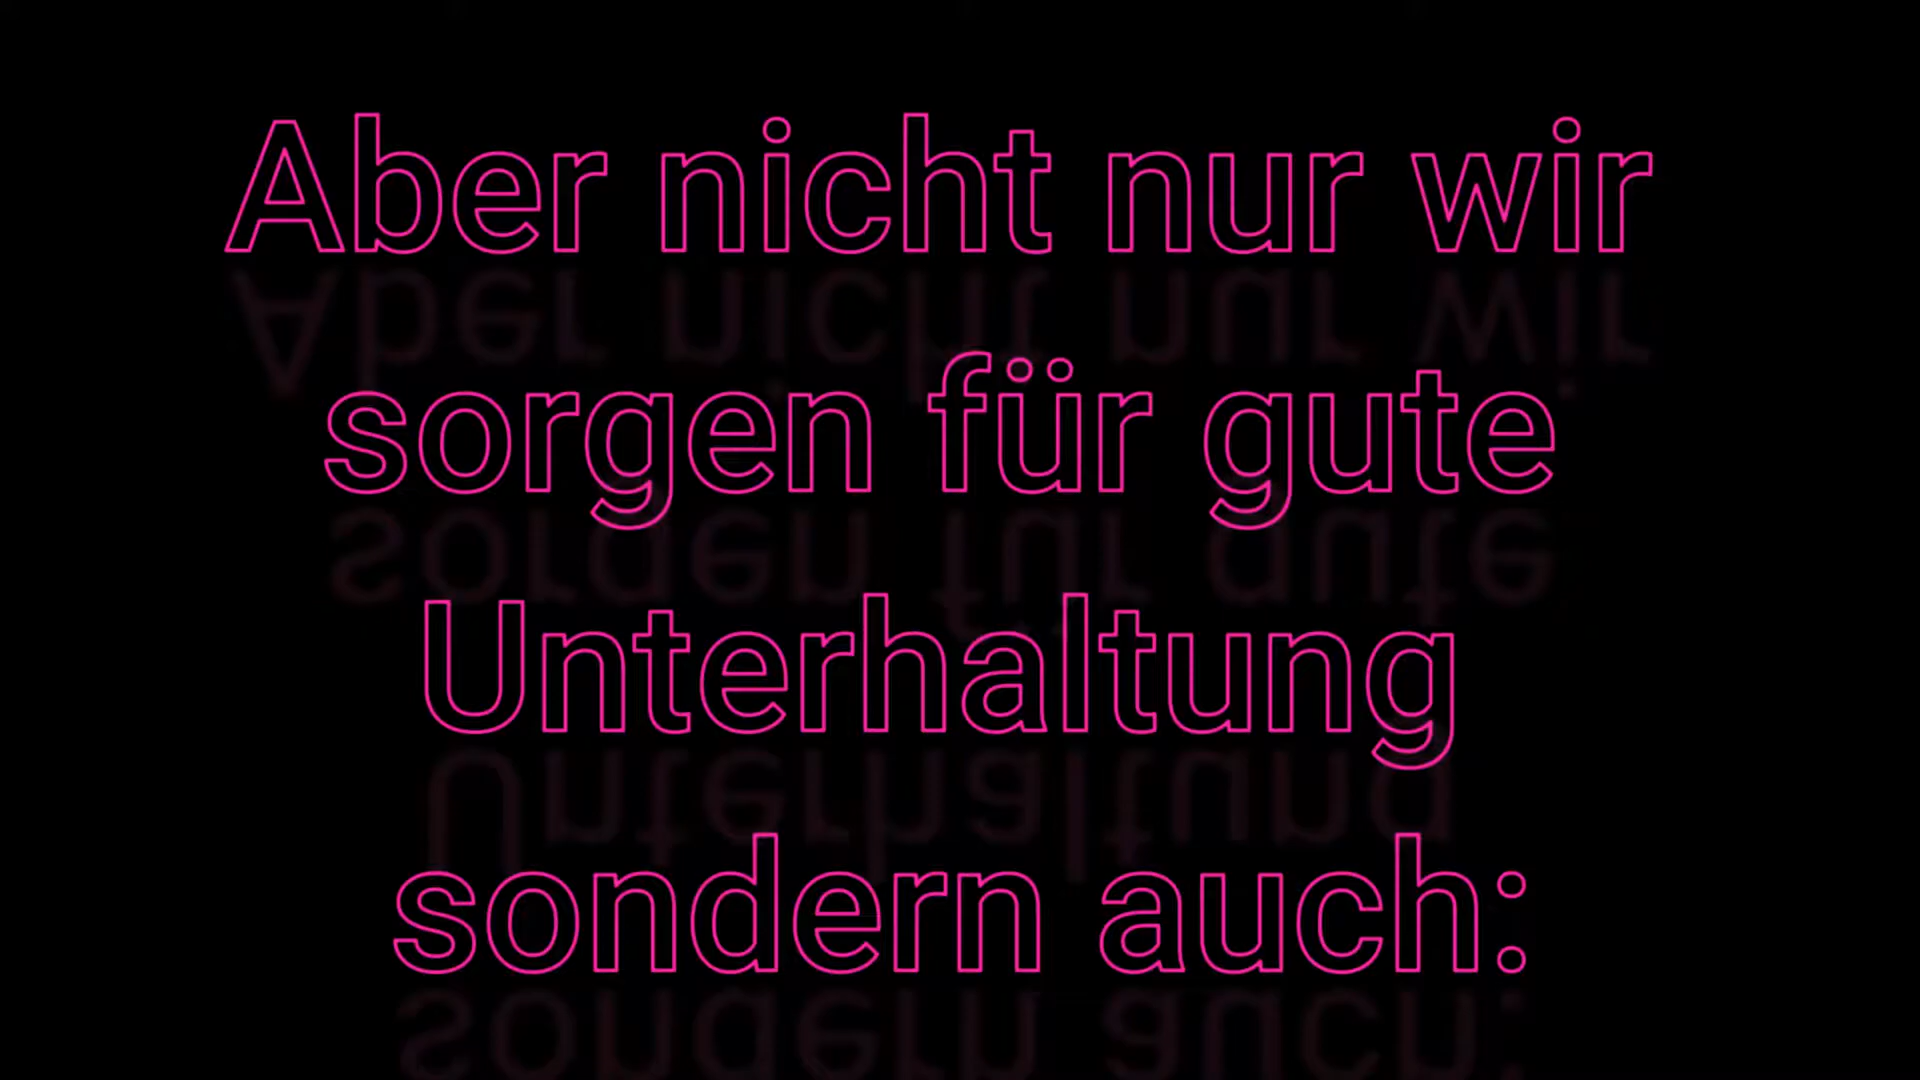 Aber nicht nur wir
sorgen für gute
Unterhaltung
sondern auch: